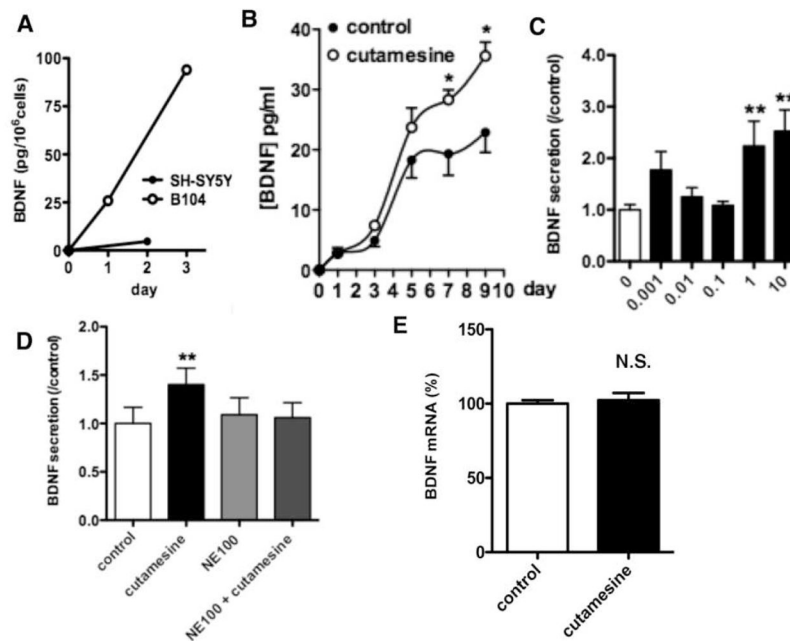 A
BDNF (pg/10⁶cells)
100
75
50
25
0
SH-SY5Y
B104
0 1 2 3
day
B
[BDNF] pg/ml
40
30
20
10
0
control
cutamesine
*
*
0 1 2 3 4 5 6 7 8 9 10 day
C
BDNF secretion (/control)
4.0
3.0
2.0
1.0
0.0
** **
0 0.001 0.01 0.1 1 10
D
BDNF secretion (/control)
2.0
1.5
1.0
0.5
0.0
**
control cutamesine NE100 NE100 + cutamesine
E
BDNF mRNA (%)
150
100
50
0
N.S.
control cutamesine